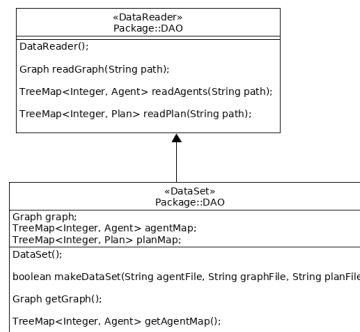 «DataReader»
Package::DAO
DataReader();
Graph readGraph(String path);
TreeMap<Integer, Agent> readAgents(String path);
TreeMap<Integer, Plan> readPlan(String path);
«DataSet»
Package::DAO
Graph graph;
TreeMap<Integer, Agent> agentMap;
TreeMap<Integer, Plan> planMap;
DataSet();
boolean makeDataSet(String agentFile, String graphFile, String planFile
Graph getGraph();
TreeMap<Integer, Agent> getAgentMap();